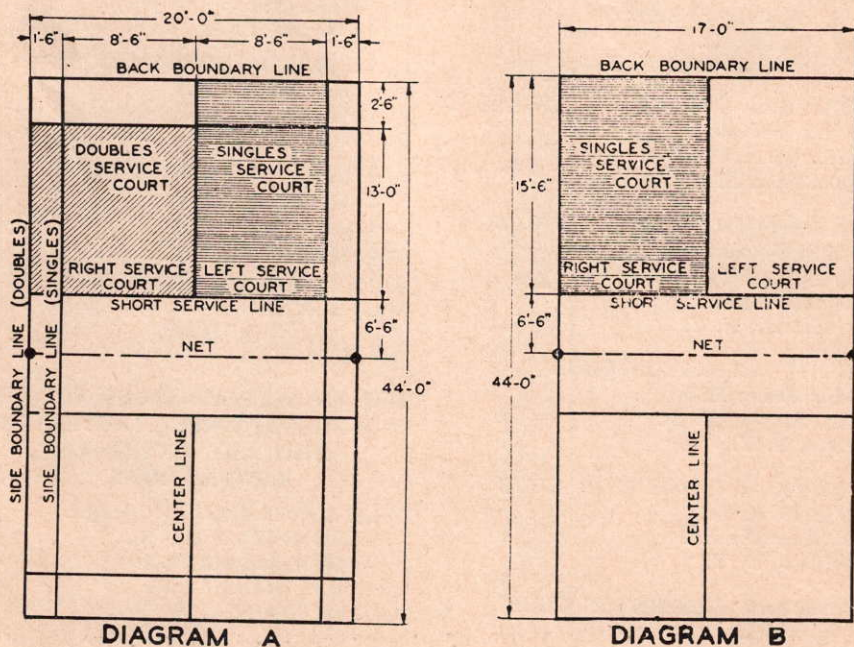 20'-0"
1'-6" 8'-6" 8'-6" 1'-6"
BACK BOUNDARY LINE
2'-6"
DOUBLES
SERVICE
COURT
SINGLES
SERVICE
COURT
13'-0"
RIGHT SERVICE
COURT
LEFT SERVICE
COURT
SHORT SERVICE LINE
6'-6"
NET
44'-0"
SIDE BOUNDARY LINE (DOUBLES)
SIDE BOUNDARY LINE (SINGLES)
CENTER LINE
DIAGRAM A
17'-0"
BACK BOUNDARY LINE
SINGLES
SERVICE
COURT
15'-6"
RIGHT SERVICE
COURT
LEFT SERVICE
COURT
SHORT SERVICE LINE
6'-6"
NET
44'-0"
CENTER LINE
DIAGRAM B